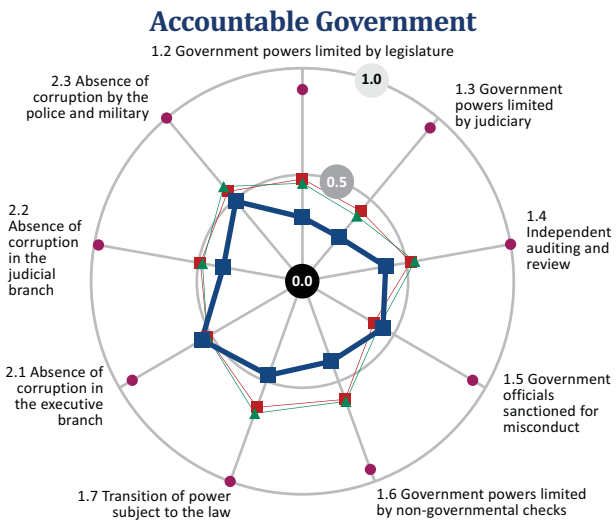 Accountable Government
1.2 Government powers limited by legislature
1.0
2.3 Absence of
corruption by the
police and military
1.3 Government
powers limited
by judiciary
0.5
2.2
Absence of
corruption
in the
judicial
branch
1.4
Independent
auditing and
review
0.0
2.1 Absence of
corruption in
the executive
branch
1.5 Government
officials
sanctioned for
misconduct
1.7 Transition of power
subject to the law
1.6 Government powers limited
by non-governmental checks